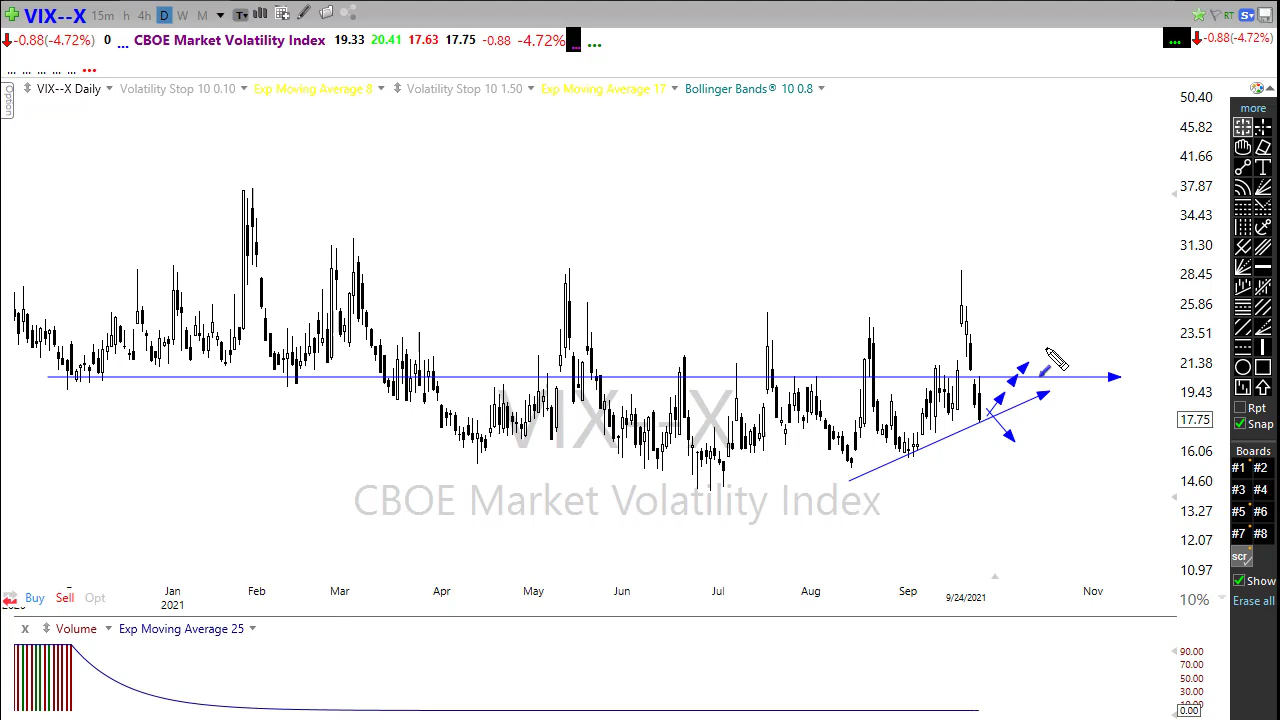 VIX--X 15m h 4h D W M T RT S
-0.88(-4.72%) 0 ... CBOE Market Volatility Index 19.33 20.41 17.63 17.75 -0.88 -4.72% ... ... ... -0.88(-4.72%)
... ... ... ... ... ...
Option
VIX--X Daily Volatility Stop 10 0.10 Exp Moving Average 8 Volatility Stop 10 1.50 Exp Moving Average 17 Bollinger Bands® 10 0.8
50.40
45.82
41.66
37.87
34.43
31.30
28.45
25.86
23.51
21.38
19.43
17.75
16.06
14.60
13.27
12.07
10.97
10%
VIX--X
CBOE Market Volatility Index
Jan Feb Mar Apr May Jun Jul Aug Sep 9/24/2021 Nov
2021
Buy Sell Opt
X Volume Exp Moving Average 25
90.00
70.00
50.00
30.00
10.00
0.00
more
T
Rpt
Snap
Boards
#1 #2
#3 #4
#5 #6
#7 #8
scr
Show
Erase all